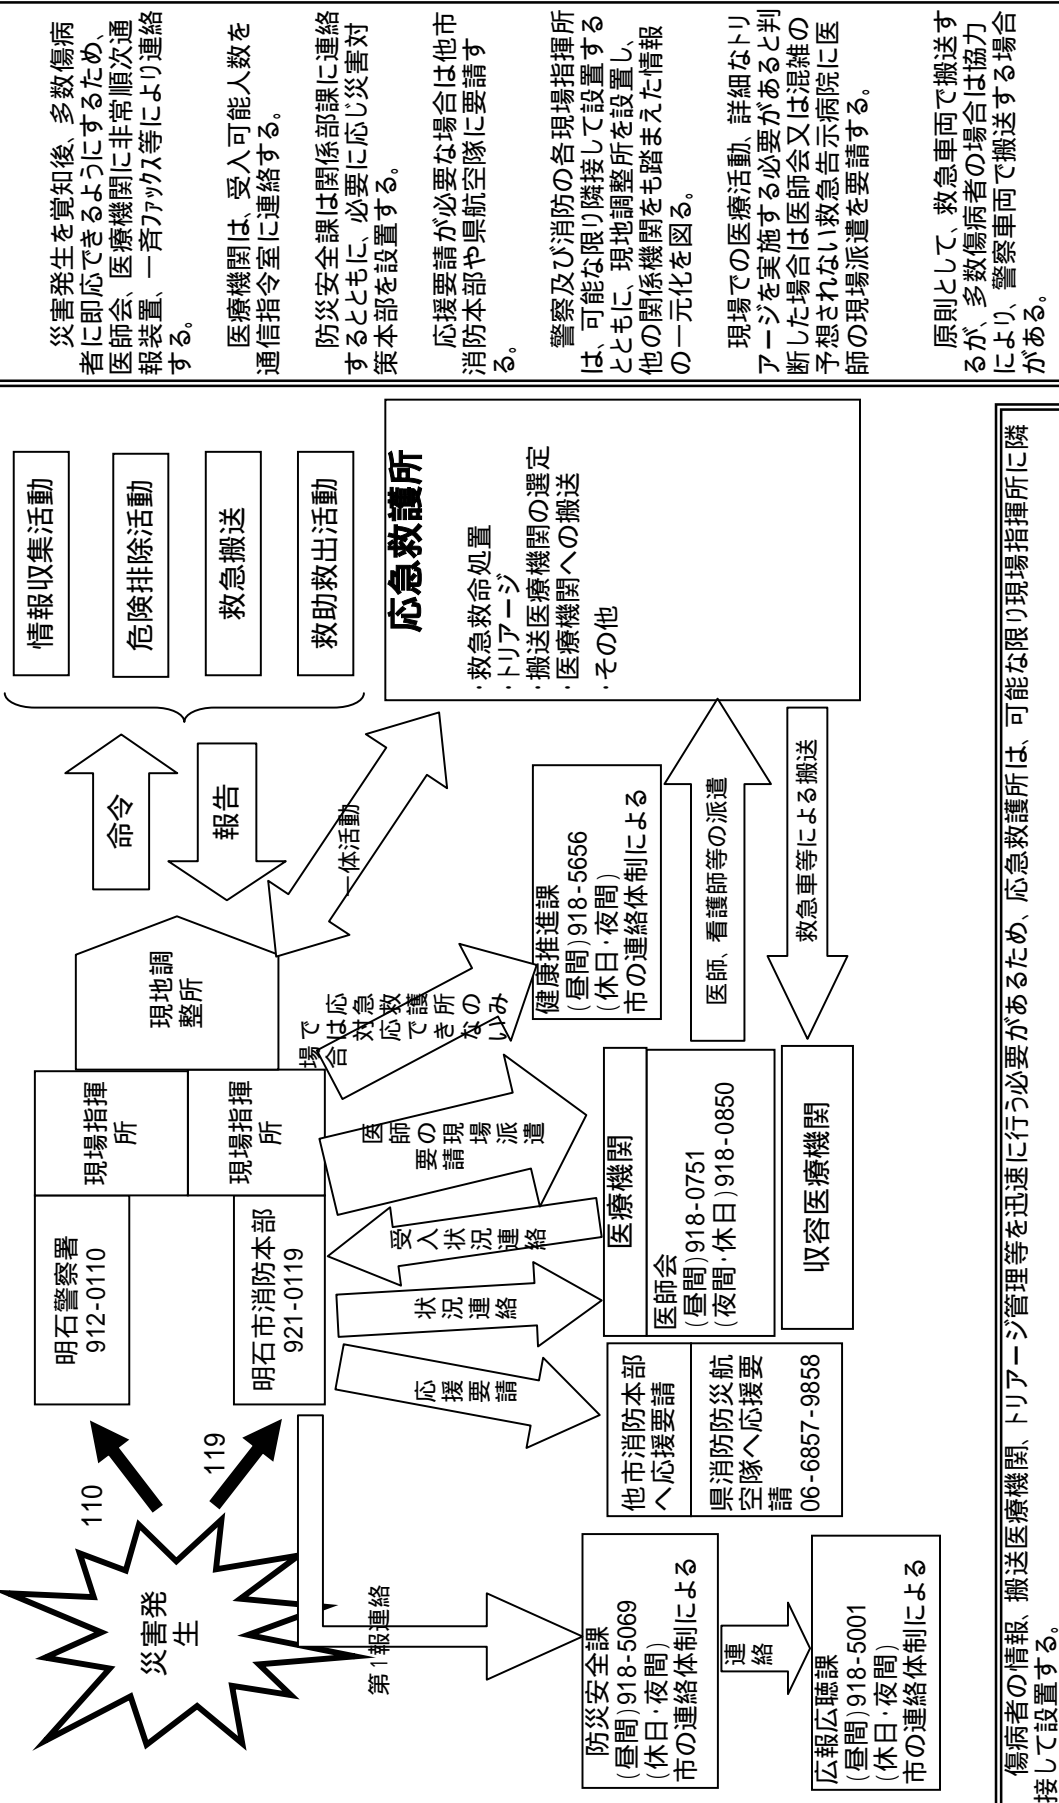 災害発
生
110
119
明石警察署
912-0110
明石市消防本部
921-0119
現場指揮
所
現場指揮
所
現地調
整所
命令
報告
情報収集活動
危険排除活動
救急搬送
救助救出活動
一体活動
応急救護所
・救急救命処置
・トリアージ
・搬送医療機関の選定
・医療機関への搬送
・その他
第1報連絡
応援要請
状況連絡
受入状況連絡
医師の現場派遣
要請
応急救護所のみ
では対応できない
場合
防災安全課
(昼間)918-5069
(休日・夜間)
市の連絡体制による
連絡
広報広聴課
(昼間)918-5001
(休日・夜間)
市の連絡体制による
他市消防本部
へ応援要請
県消防防災航
空隊へ応援要
請
06-6857-9858
医療機関
医師会
(昼間)918-0751
(夜間・休日)918-0850
収容医療機関
健康推進課
(昼間)918-5656
(休日・夜間)
市の連絡体制による
医師、看護師等の派遣
救急車等による搬送
傷病者の情報、搬送医療機関、トリアージ管理等を迅速に行う必要があるため、応急救護所は、可能な限り現場指揮所に隣
接して設置する。
災害発生を覚知後、多数傷病
者に即応できるようにするため、
医師会、医療機関に非常順次通
報装置、一斉ファックス等により連絡
する。
医療機関は、受入可能人数を
通信指令室に連絡する。
防災安全課は関係部課に連絡
するとともに、必要に応じ災害対
策本部を設置する。
応援要請が必要な場合は他市
消防本部や県航空隊に要請す
る。
警察及び消防の各現場指揮所
は、可能な限り隣接して設置する
とともに、現地調整所を設置し、
他の関係機関をも踏まえた情報
の一元化を図る。
現場での医療活動、詳細なトリ
アージを実施する必要があると判
断した場合は医師会又は混雑の
予想されない救急告示病院に医
師の現場派遣を要請する。
原則として、救急車両で搬送す
るが、多数傷病者の場合は協力
により、警察車両で搬送する場合
がある。